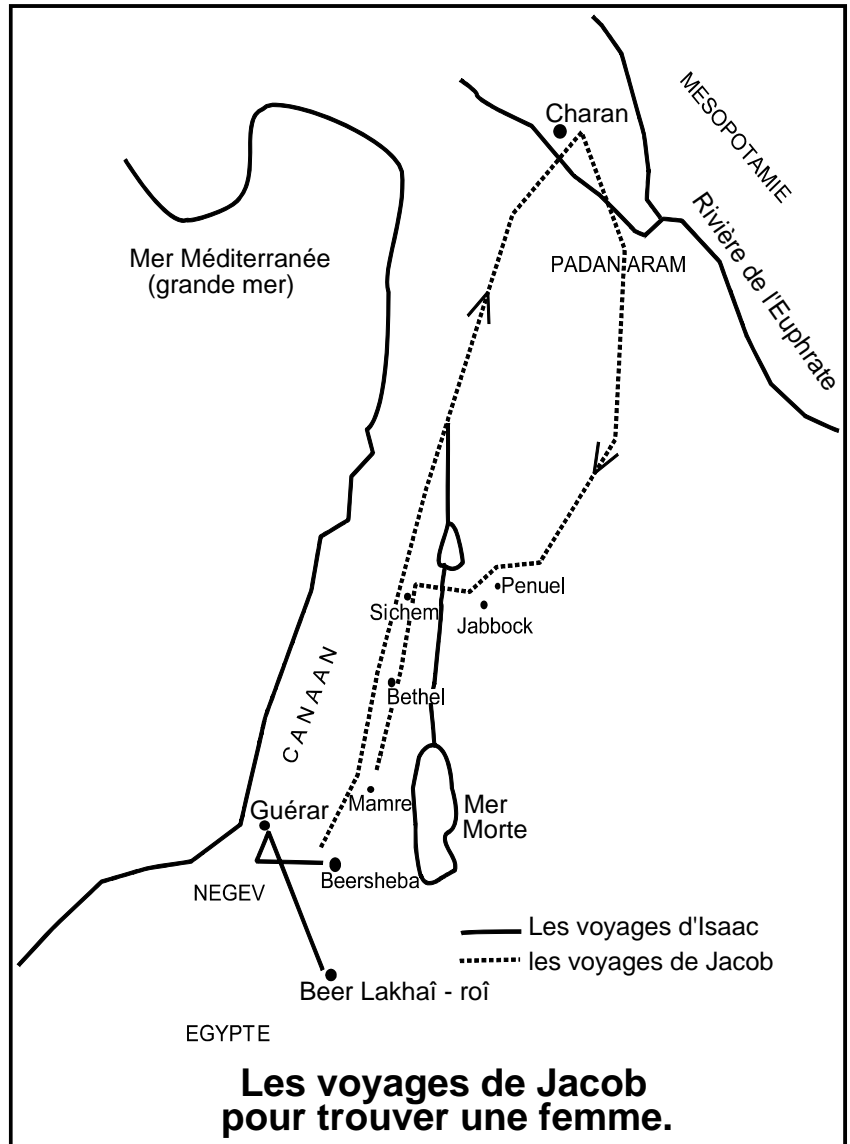 Charan
MESOPOTAMIE
Mer Méditerranée
(grande mer)
Rivière de l'Euphrate
PADAN ARAM
Penuel
Sichem
Jabbock
CANAAN
Bethel
Guérar
Mamre
Mer
Morte
Beersheba
NEGEV
Les voyages d'Isaac
les voyages de Jacob
Beer Lakhaî - roî
EGYPTE
Les voyages de Jacob
pour trouver une femme.